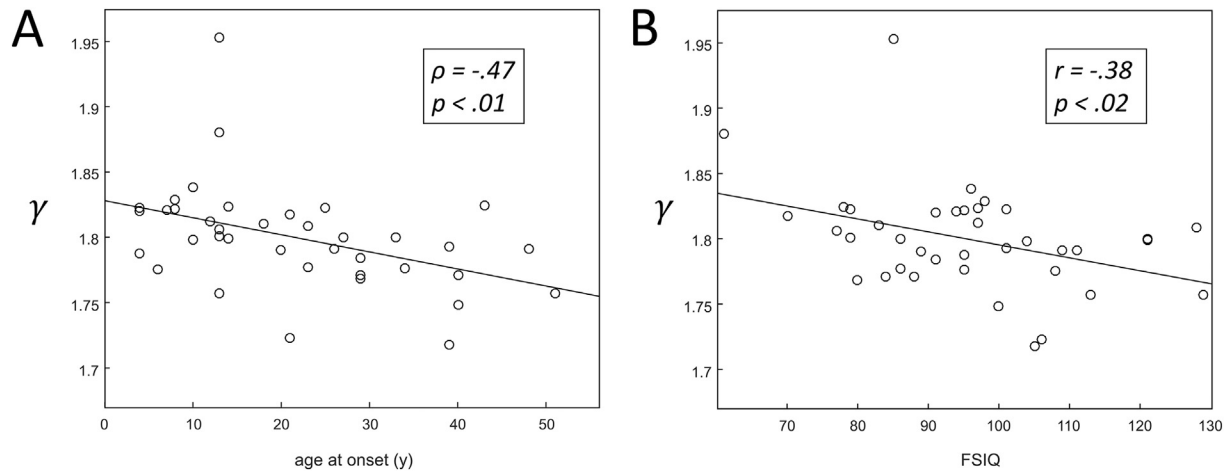 A
ρ = -.47
p < .01
γ
1.95
1.9
1.85
1.8
1.75
1.7
0 10 20 30 40 50
age at onset (y)
B
r = -.38
p < .02
γ
1.95
1.9
1.85
1.8
1.75
1.7
70 80 90 100 110 120 130
FSIQ